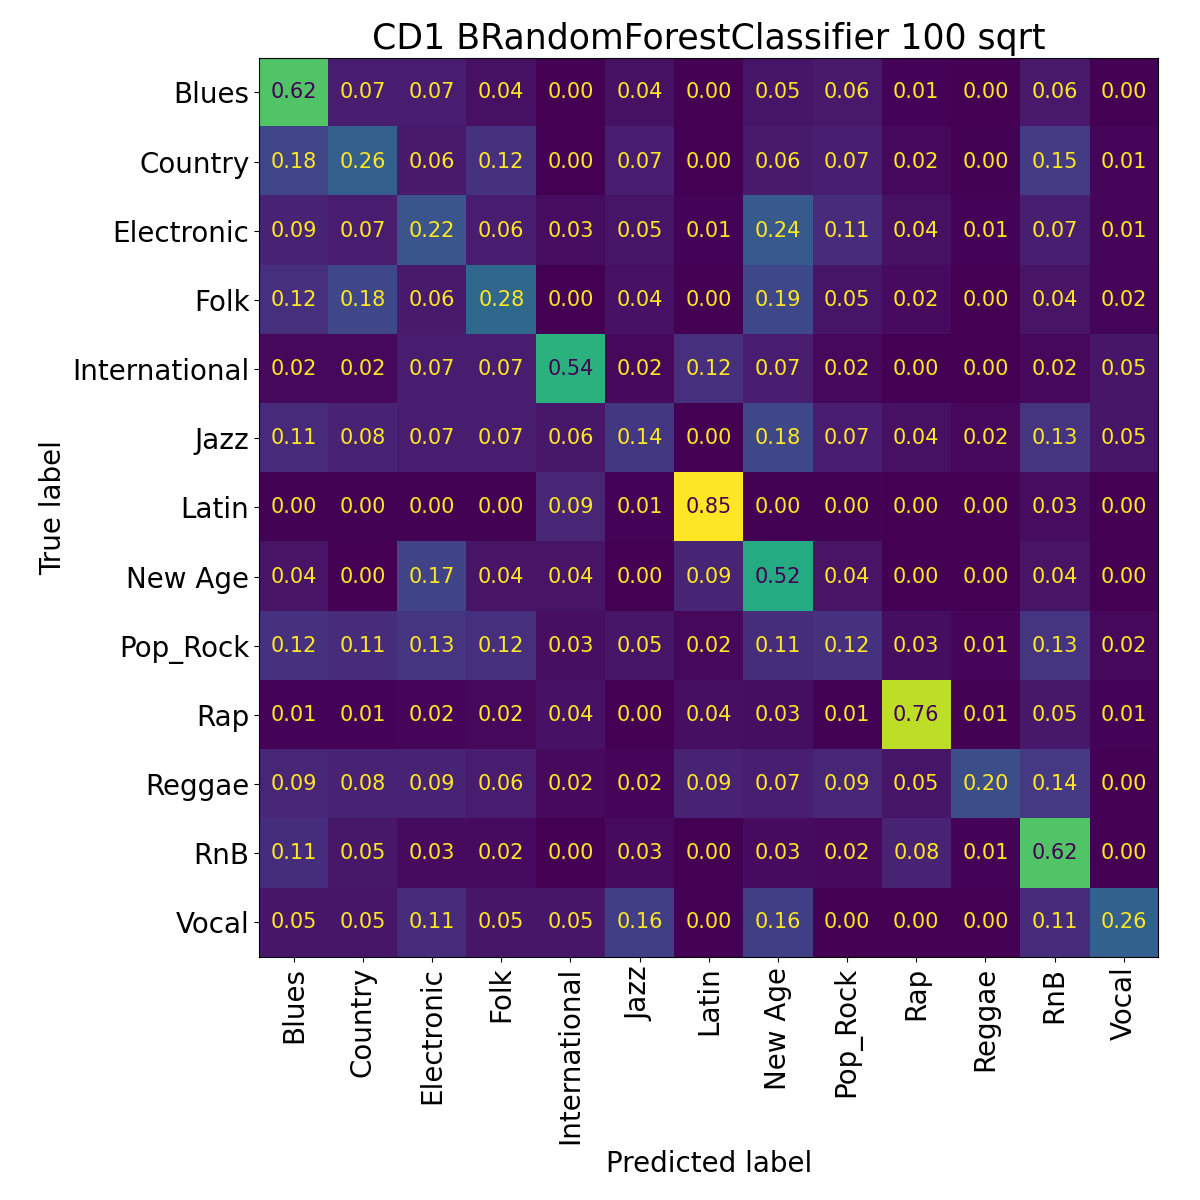 CD1 BRandomForestClassifier 100 sqrt
True label
Blues 0.62 0.07 0.07 0.04 0.00 0.04 0.00 0.05 0.06 0.01 0.00 0.06 0.00
Country 0.18 0.26 0.06 0.12 0.00 0.07 0.00 0.06 0.07 0.02 0.00 0.15 0.01
Electronic 0.09 0.07 0.22 0.06 0.03 0.05 0.01 0.24 0.11 0.04 0.01 0.07 0.01
Folk 0.12 0.18 0.06 0.28 0.00 0.04 0.00 0.19 0.05 0.02 0.00 0.04 0.02
International 0.02 0.02 0.07 0.07 0.54 0.02 0.12 0.07 0.02 0.00 0.00 0.02 0.05
Jazz 0.11 0.08 0.07 0.07 0.06 0.14 0.00 0.18 0.07 0.04 0.02 0.13 0.05
Latin 0.00 0.00 0.00 0.00 0.09 0.01 0.85 0.00 0.00 0.00 0.00 0.03 0.00
New Age 0.04 0.00 0.17 0.04 0.04 0.00 0.09 0.52 0.04 0.00 0.00 0.04 0.00
Pop_Rock 0.12 0.11 0.13 0.12 0.03 0.05 0.02 0.11 0.12 0.03 0.01 0.13 0.02
Rap 0.01 0.01 0.02 0.02 0.04 0.00 0.04 0.03 0.01 0.76 0.01 0.05 0.01
Reggae 0.09 0.08 0.09 0.06 0.02 0.02 0.09 0.07 0.09 0.05 0.20 0.14 0.00
RnB 0.11 0.05 0.03 0.02 0.00 0.03 0.00 0.03 0.02 0.08 0.01 0.62 0.00
Vocal 0.05 0.05 0.11 0.05 0.05 0.16 0.00 0.16 0.00 0.00 0.00 0.11 0.26
Blues Country Electronic Folk International Jazz Latin New Age Pop_Rock Rap Reggae RnB Vocal
Predicted label